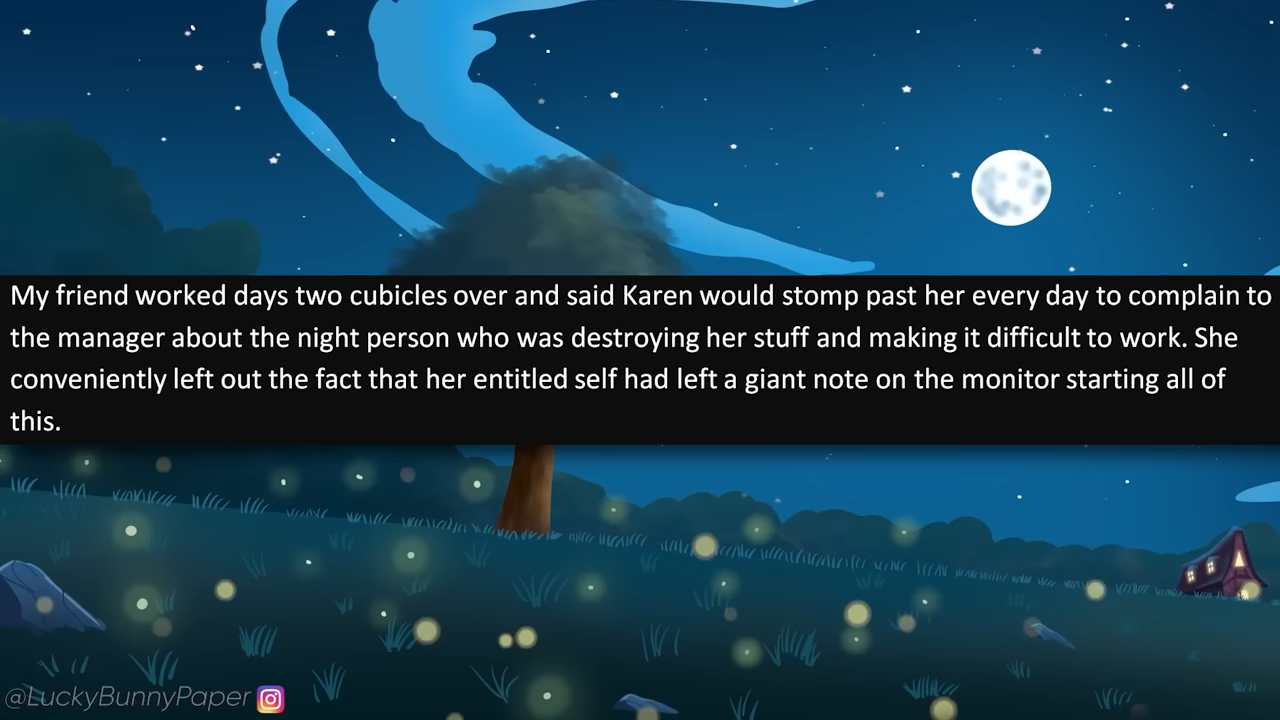 My friend worked days two cubicles over and said Karen would stomp past her every day to complain to
the manager about the night person who was destroying her stuff and making it difficult to work. She
conveniently left out the fact that her entitled self had left a giant note on the monitor starting all of
this.
@LuckyBunnyPaper